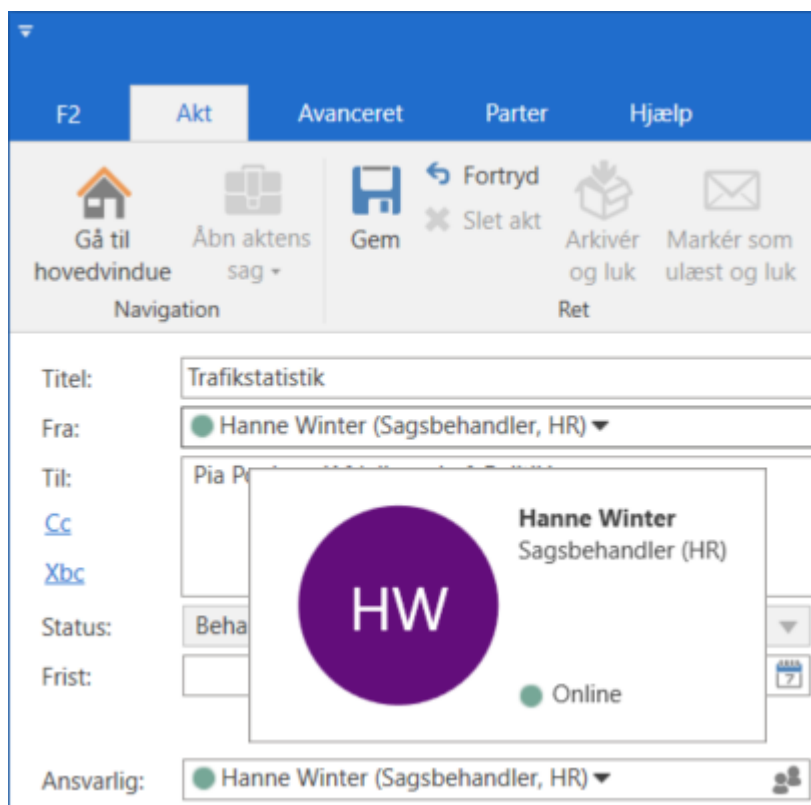 F2 Akt Avanceret Parter Hjælp
Gå til hovedvindue
Åbn aktens sag
Gem
Fortryd
Slet akt
Arkivér og luk
Markér som ulæst og luk
Navigation
Ret
Titel: Trafikstatistik
Fra: Hanne Winter (Sagsbehandler, HR)
Til: Pia
Cc
Xbc
Hanne Winter
Sagsbehandler (HR)
HW
Online
Status:
Frist: 7
Ansvarlig: Hanne Winter (Sagsbehandler, HR)